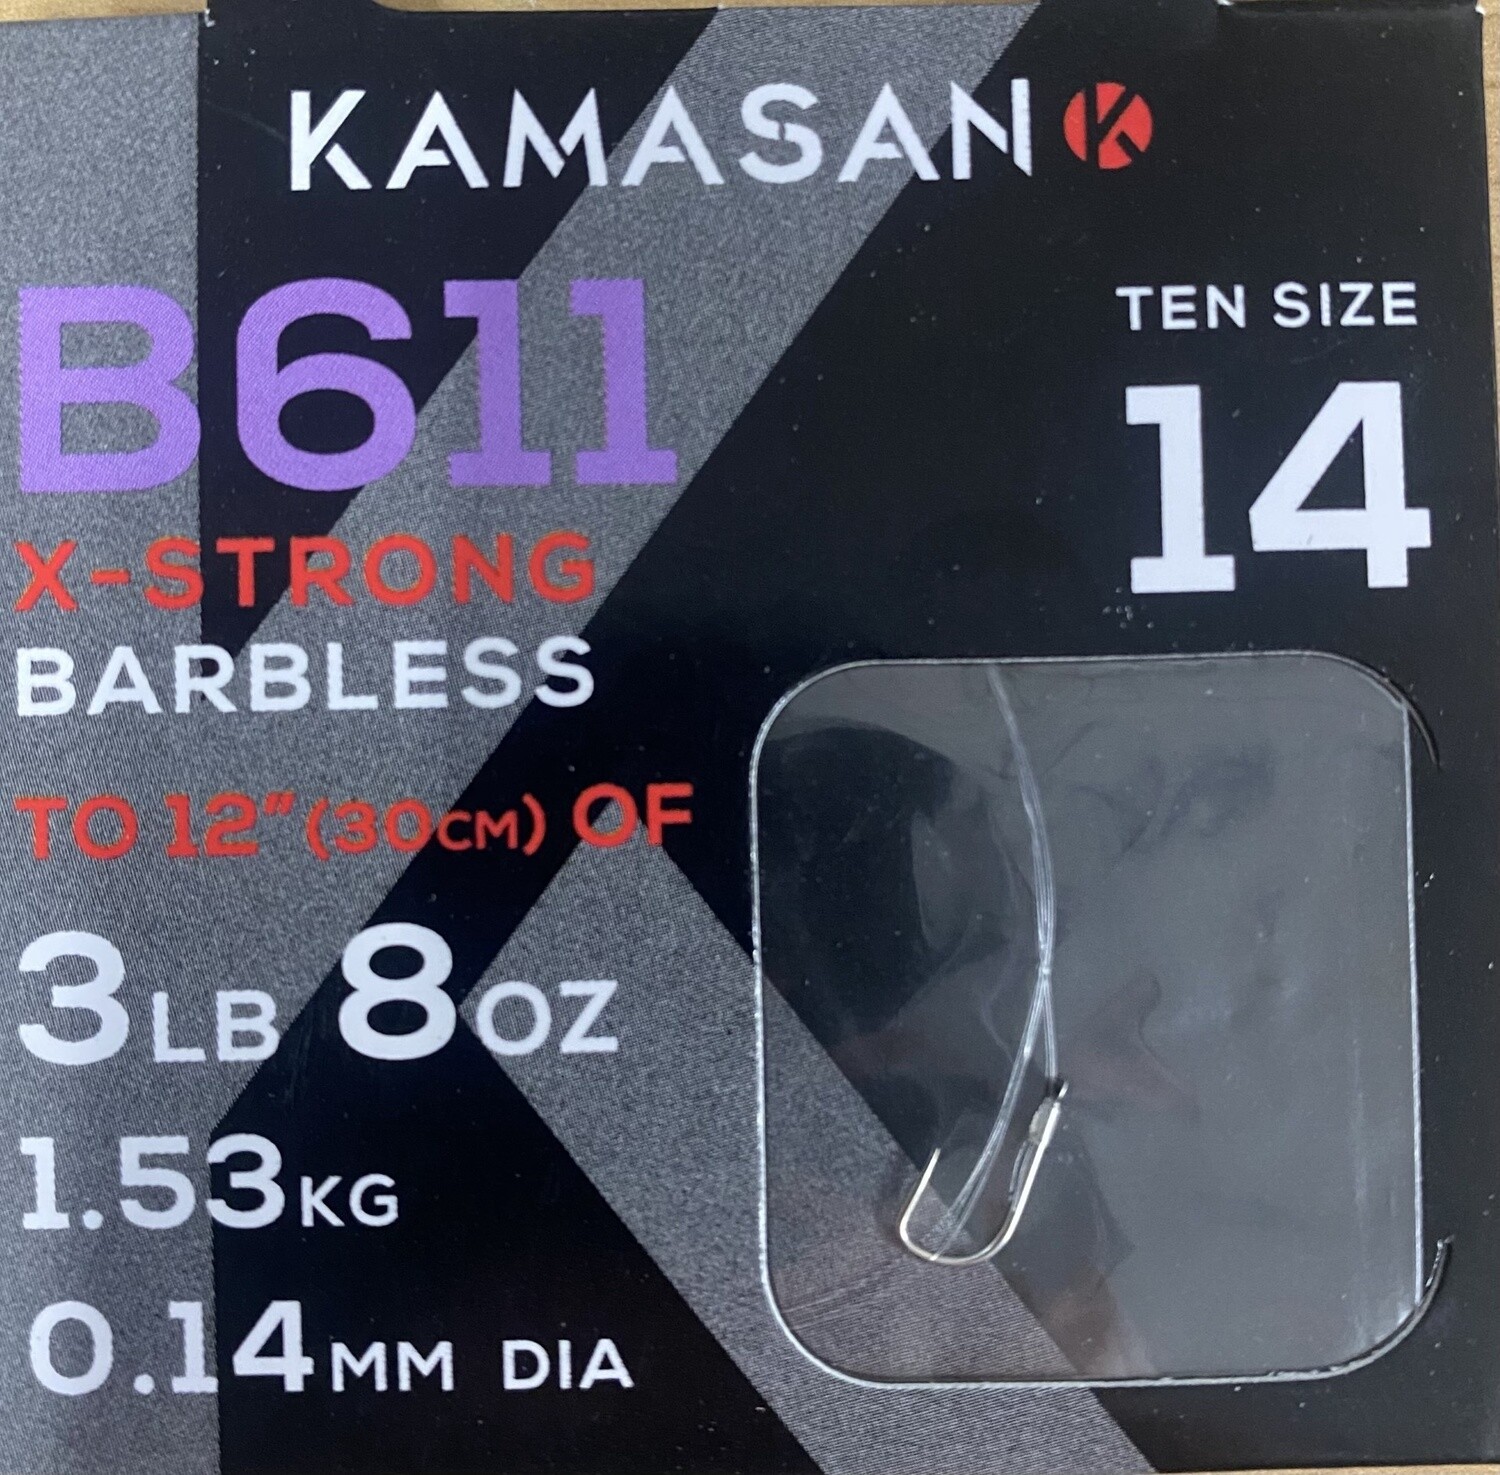 KAMASAN K
B611
X-STRONG
BARBLESS
TEN SIZE
14
TO 12" (30CM) OF
3LB 8OZ
1.53KG
0.14MM DIA